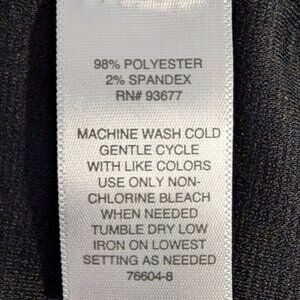 98% POLYESTER
2% SPANDEX
RN# 93677
MACHINE WASH COLD
GENTLE CYCLE
WITH LIKE COLORS
USE ONLY NON-
CHLORINE BLEACH
WHEN NEEDED
TUMBLE DRY LOW
IRON ON LOWEST
SETTING AS NEEDED
76604-8